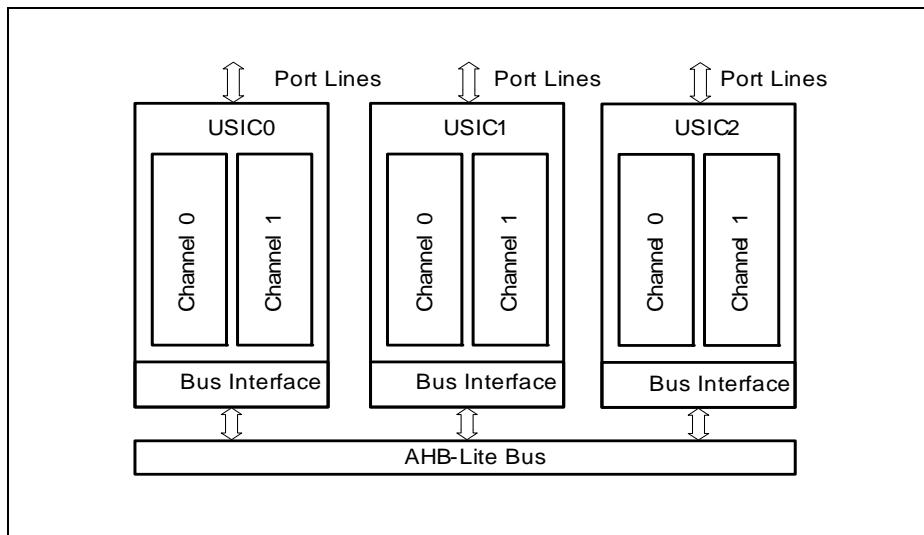 Port Lines
Port Lines
Port Lines
USIC0
USIC1
USIC2
Channel 0
Channel 1
Channel 0
Channel 1
Channel 0
Channel 1
Bus Interface
Bus Interface
Bus Interface
AHB-Lite Bus